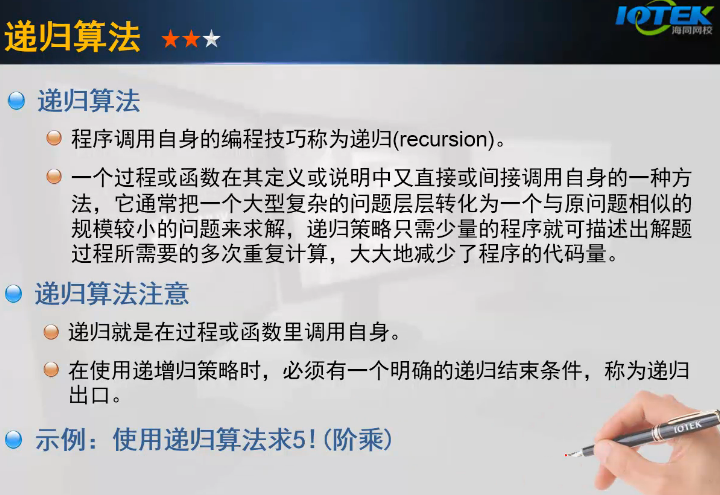 递归算法
IOTEK
海同网校
递归算法
程序调用自身的编程技巧称为递归(recursion)。
一个过程或函数在其定义或说明中又直接或间接调用自身的一种方
法，它通常把一个大型复杂的问题层层转化为一个与原问题相似的
规模较小的问题来求解，递归策略只需少量的程序就可描述出解题
过程所需要的多次重复计算，大大地减少了程序的代码量。
递归算法注意
递归就是在过程或函数里调用自身。
在使用递增归策略时，必须有一个明确的递归结束条件，称为递归
出口。
示例：使用递归算法求5!(阶乘)
IOTEK